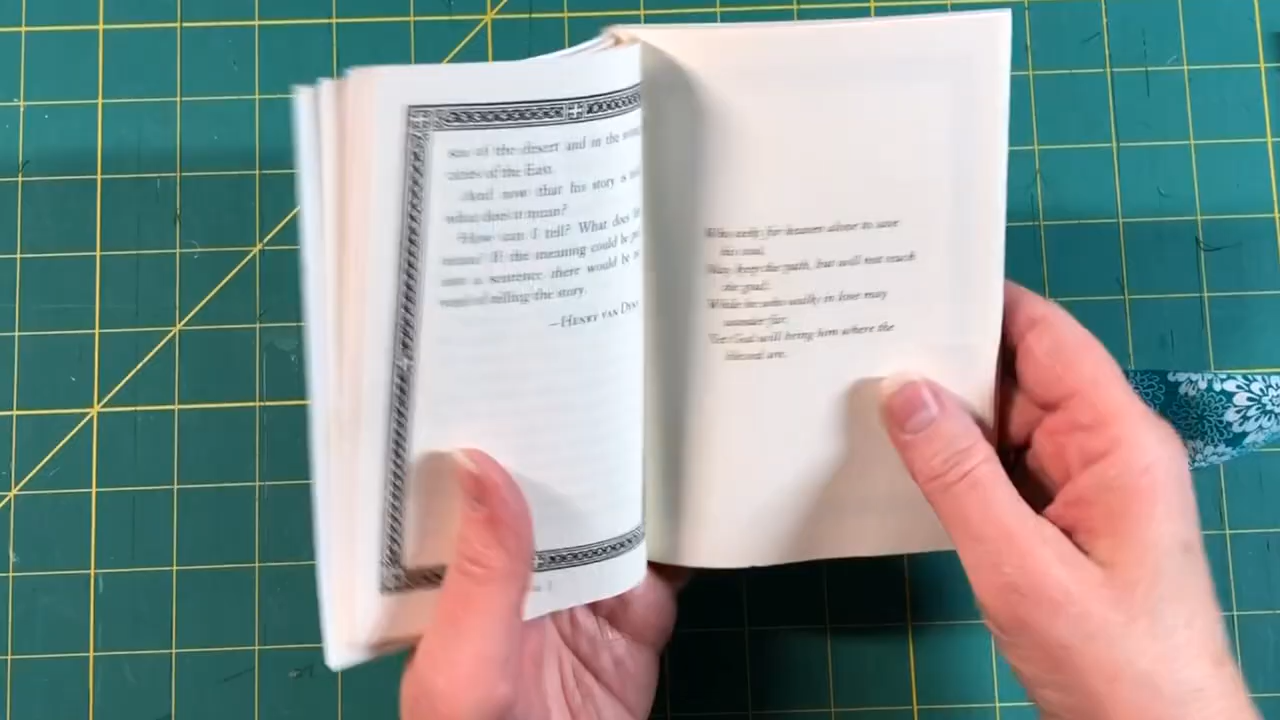 of the desert and in the
of the East.
And now that his story is
what does it mean?
"How can I tell? What does
mean? If the meaning could be
a sentence there would be
telling the story.
—HENRY VAN
Who seeks for heaven alone to save
his soul,
May keep the path, but will not reach
the goal;
While he who walks in love may
wander far,
Yet God will bring him where the
blessed are.